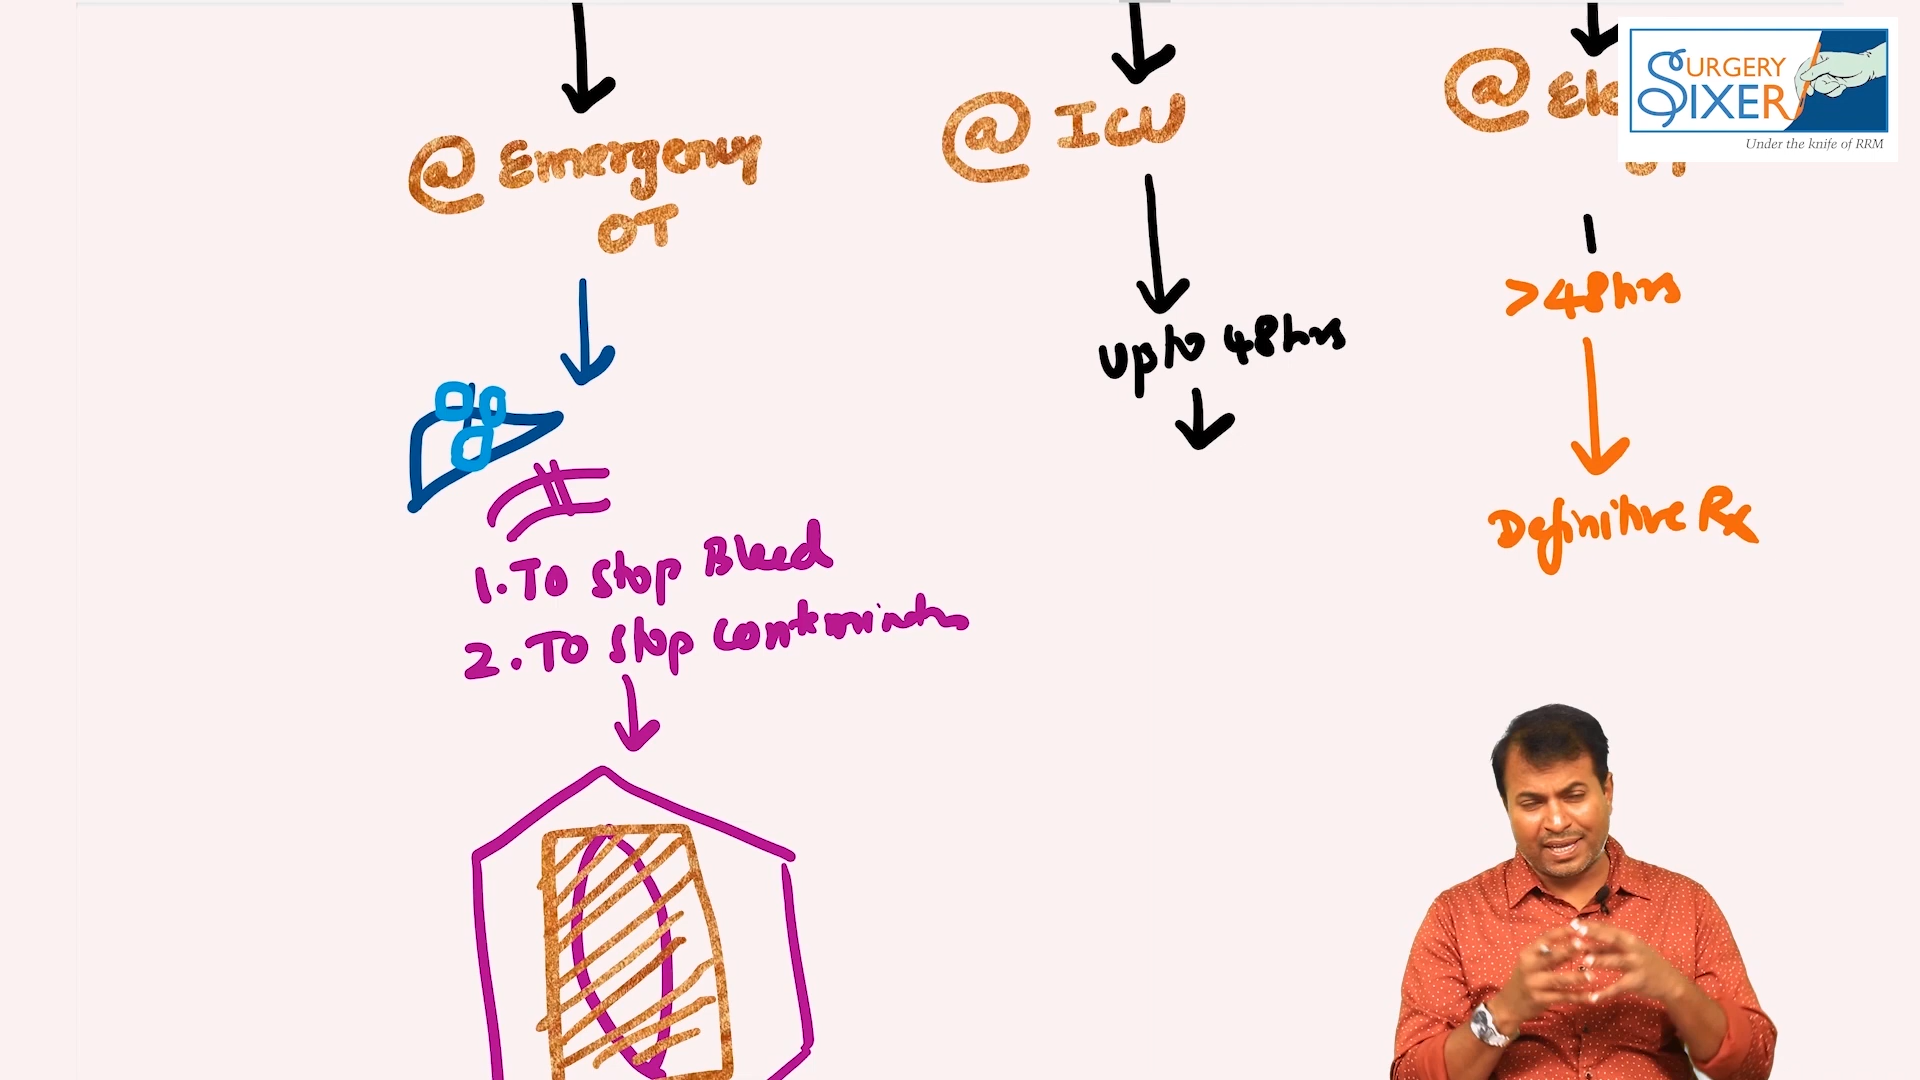 @ Emergency
OT
1. To stop Bleed
2. To stop
@ ICU
Upto 48hrs
@
>48hrs
Definitive Rx
SURGERY
SIXER
Under the knife of RRM